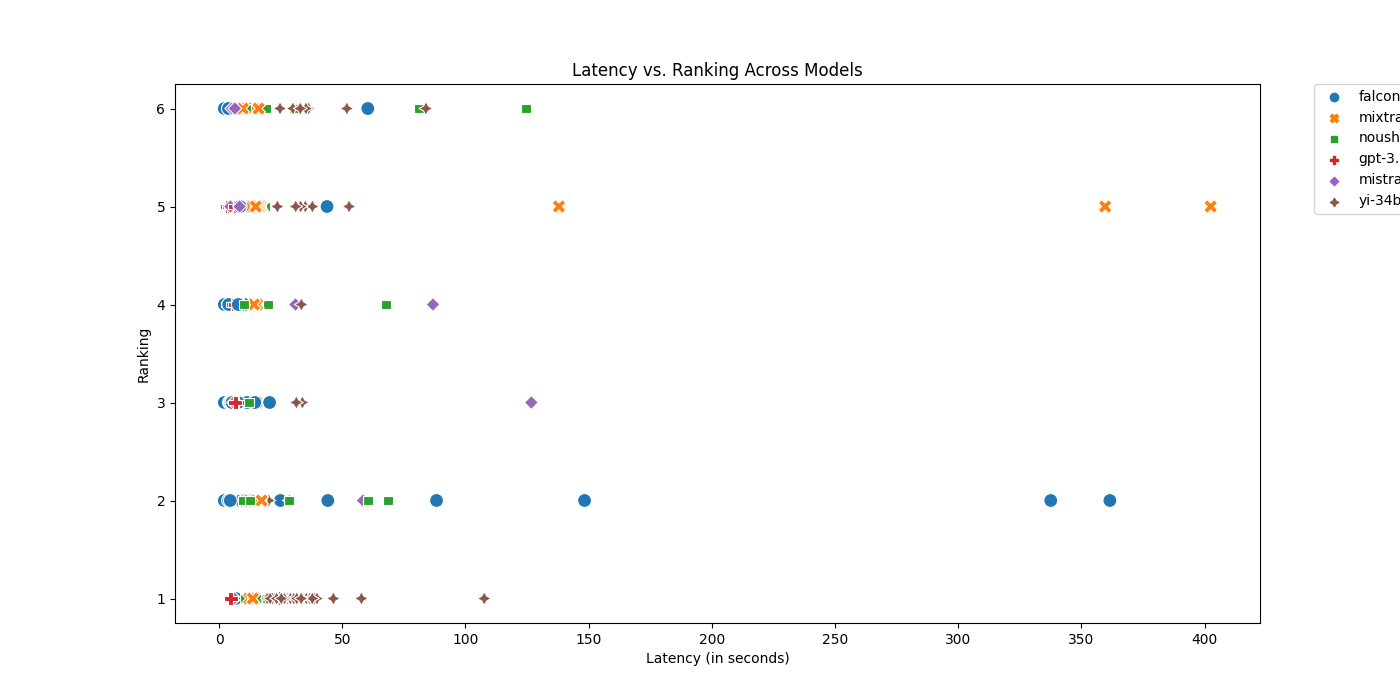 Latency vs. Ranking Across Models
6
5
4
3
2
1
Ranking
0 50 100 150 200 250 300 350 400
Latency (in seconds)
falcon
mixtra
noush
gpt-3.
mistra
yi-34b